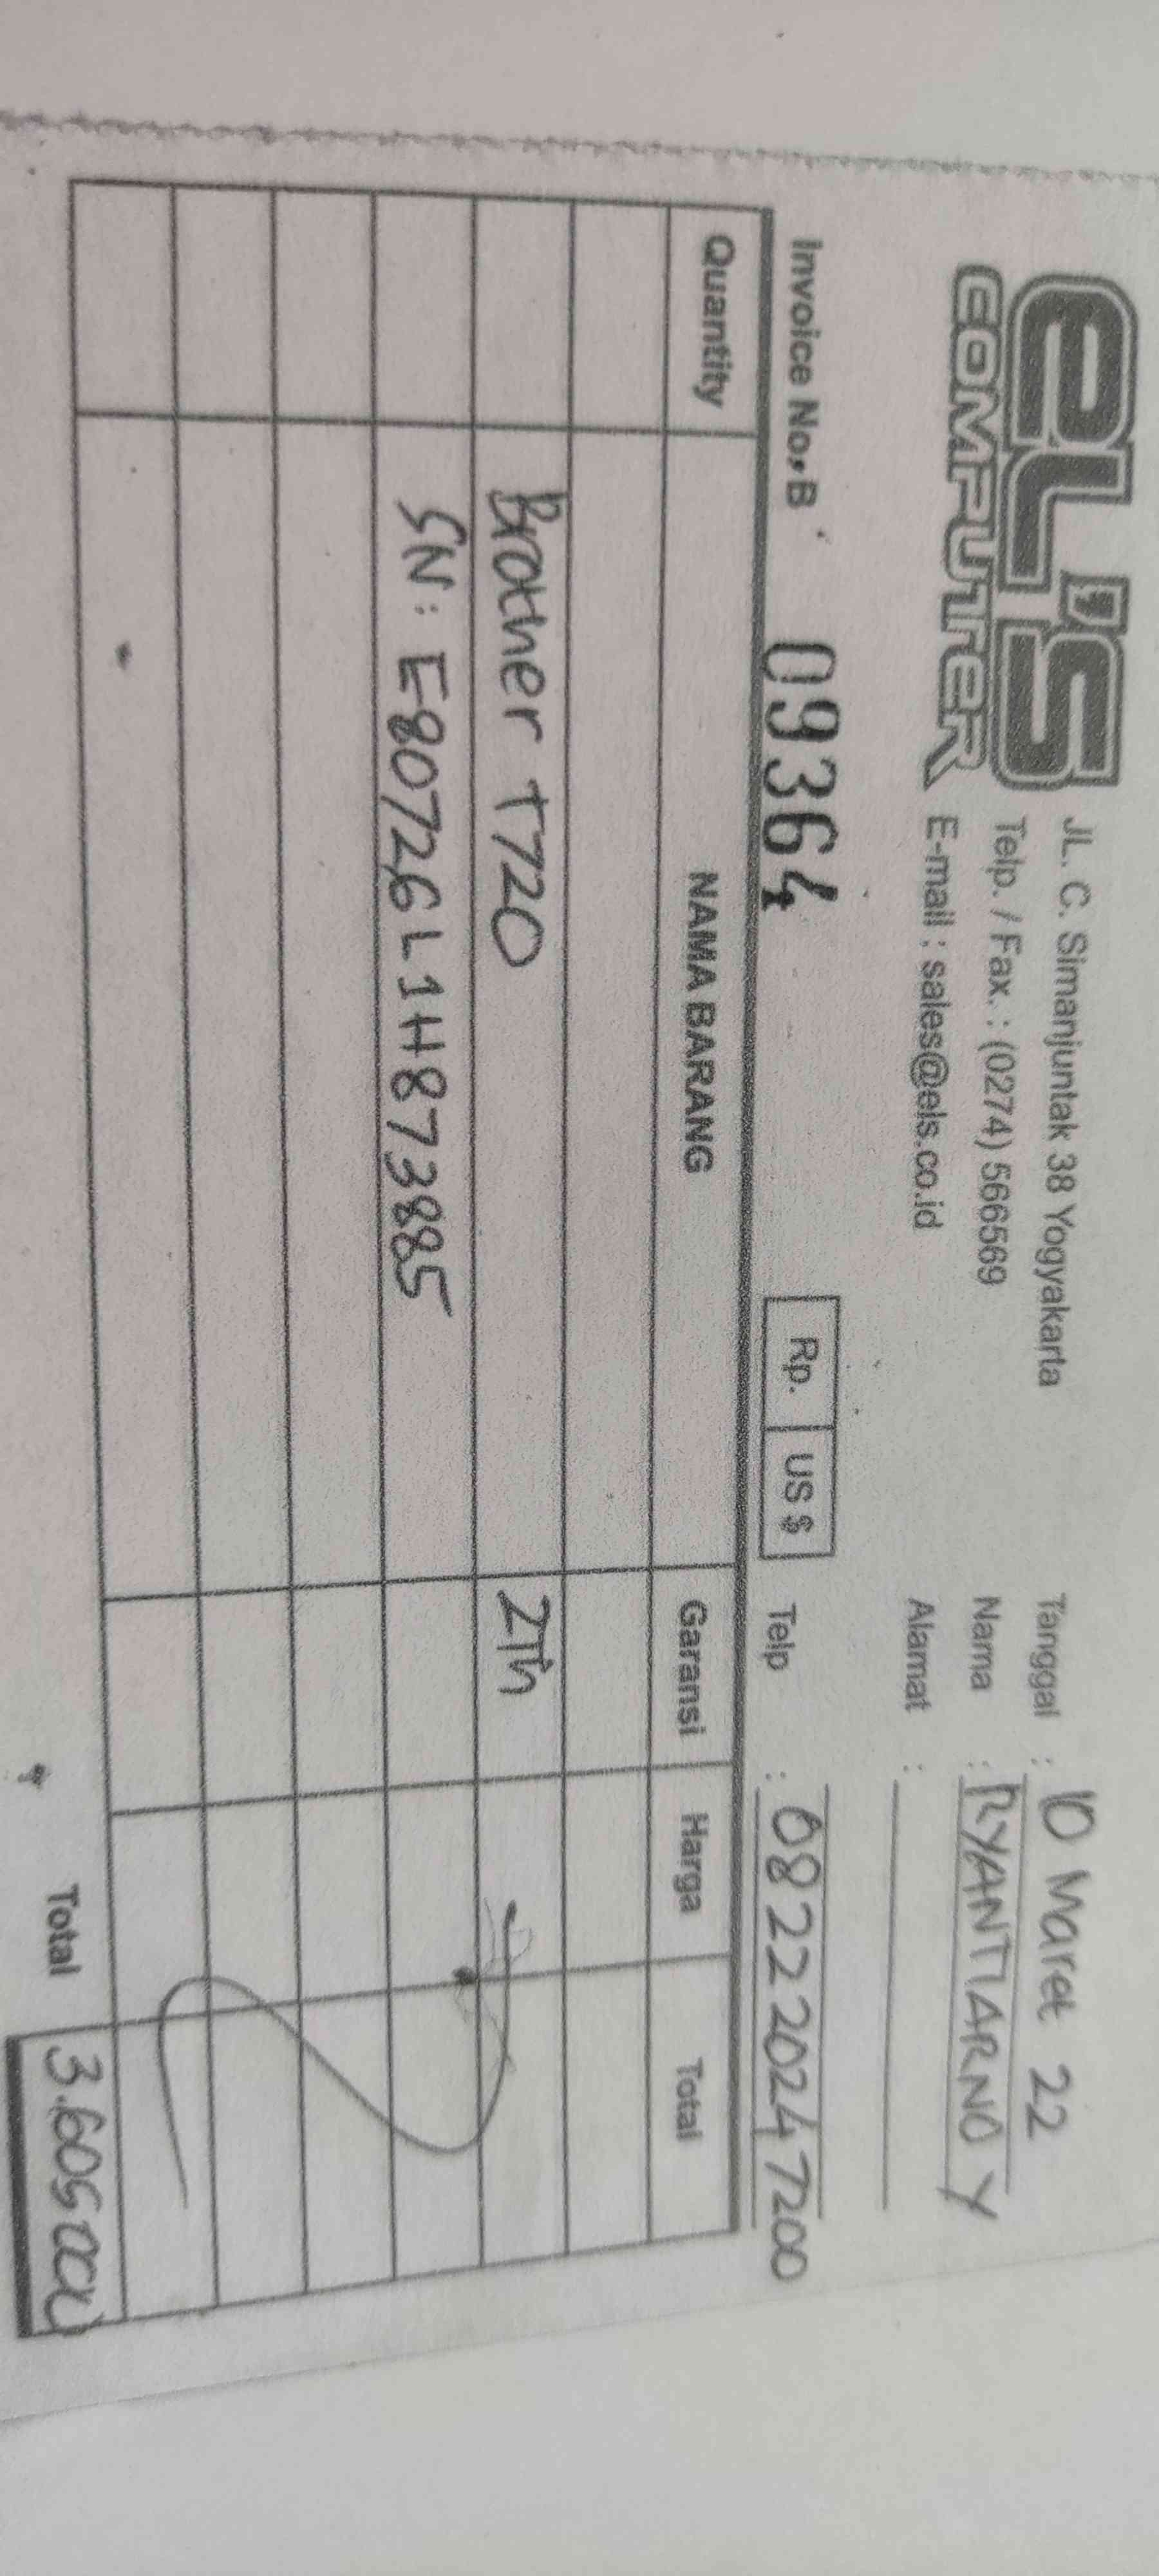 eL'S
COMPUTER
JL. C. Simanjuntak 38 Yogyakarta
Telp. / Fax. : (0274) 566569
E-mail : sales@els.co.id
Tanggal : 10 Maret 22
Nama : RYANTIARNO Y
Alamat :
Invoice No, B 09364
Rp. US $
Telp : 082220247200
Quantity NAMA BARANG Garansi Harga Total
Brother T720 2Th
SN: E80726L1H873885
Total 3.605.000